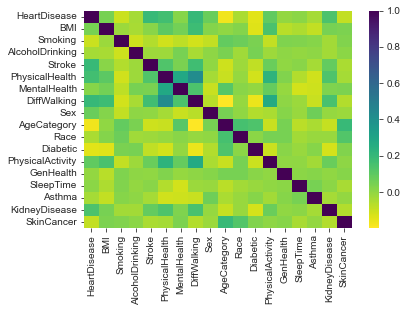 HeartDisease
BMI
Smoking
AlcoholDrinking
Stroke
PhysicalHealth
MentalHealth
DiffWalking
Sex
AgeCategory
Race
Diabetic
PhysicalActivity
GenHealth
SleepTime
Asthma
KidneyDisease
SkinCancer
HeartDisease
BMI
Smoking
AlcoholDrinking
Stroke
PhysicalHealth
MentalHealth
DiffWalking
Sex
AgeCategory
Race
Diabetic
PhysicalActivity
GenHealth
SleepTime
Asthma
KidneyDisease
SkinCancer
1.0
0.8
0.6
0.4
0.2
0.0